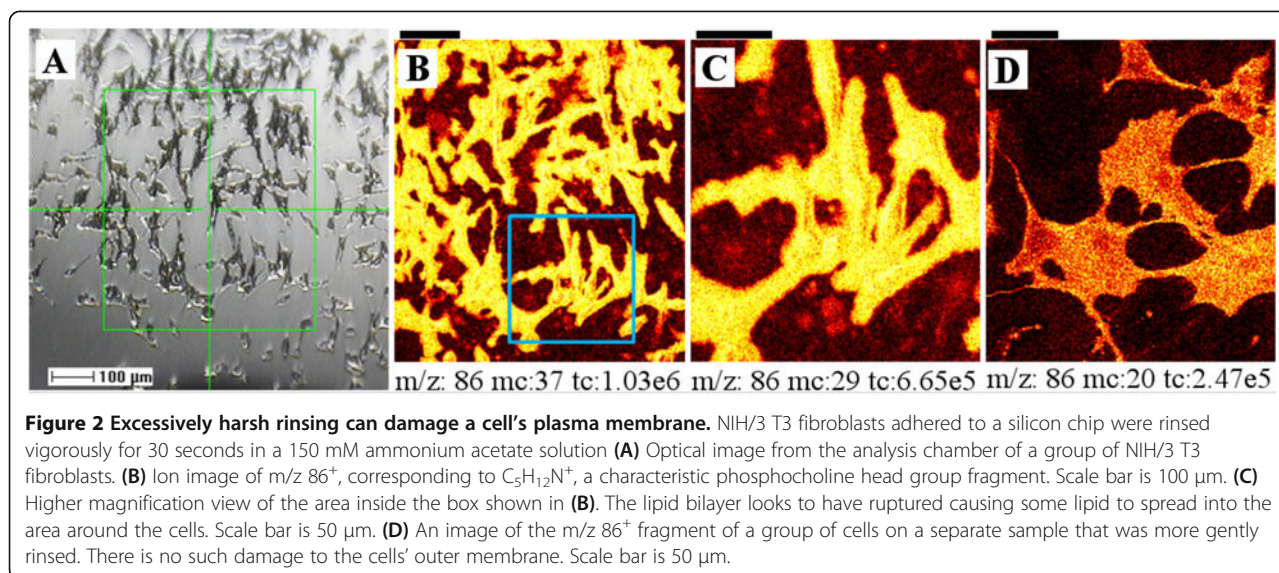 A
B
C
D
100 µm
m/z: 86 mc:37 tc:1.03e6
m/z: 86 mc:29 tc:6.65e5
m/z: 86 mc:20 tc:2.47e5
Figure 2 Excessively harsh rinsing can damage a cell's plasma membrane. NIH/3 T3 fibroblasts adhered to a silicon chip were rinsed
vigorously for 30 seconds in a 150 mM ammonium acetate solution (A) Optical image from the analysis chamber of a group of NIH/3 T3
fibroblasts. (B) Ion image of m/z 86⁺, corresponding to C₅H₁₂N⁺, a characteristic phosphocholine head group fragment. Scale bar is 100 μm. (C)
Higher magnification view of the area inside the box shown in (B). The lipid bilayer looks to have ruptured causing some lipid to spread into the
area around the cells. Scale bar is 50 μm. (D) An image of the m/z 86⁺ fragment of a group of cells on a separate sample that was more gently
rinsed. There is no such damage to the cells' outer membrane. Scale bar is 50 μm.